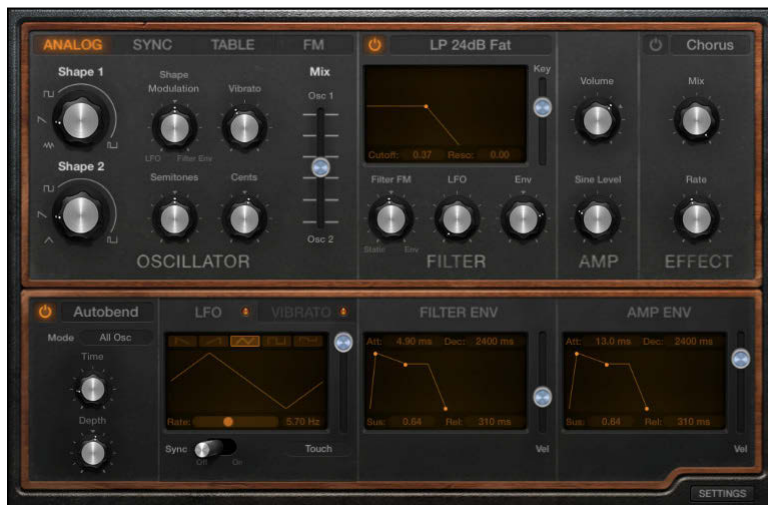 ANALOG SYNC TABLE FM
LP 24dB Fat
Chorus
Shape 1
Shape Modulation
Vibrato
Mix
Osc 1
LFO Filter Env
Shape 2
Semitones
Cents
Osc 2
OSCILLATOR
Key
Cutoff: 0.37 Reso: 0.00
Filter FM
LFO
Env
Env
FILTER
Volume
Sine Level
AMP
Mix
Rate
EFFECT
Autobend
Mode All Osc
Time
Depth
LFO VIBRATO
Rate: 5.70 Hz
Sync Off On Touch
FILTER ENV
Att: 4.90 ms Dec: 2400 ms
Sus: 0.64 Rel: 310 ms
Vel
AMP ENV
Att: 13.0 ms Dec: 2400 ms
Sus: 0.64 Rel: 310 ms
Vel
SETTINGS